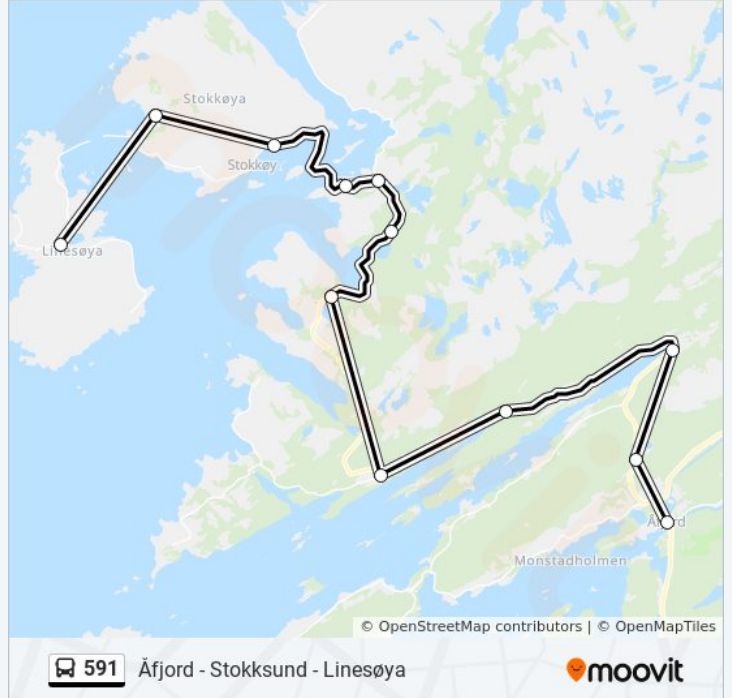 Stokkøya
Stokkøy
Linesøya
Åfjord
Monstadholmen
© OpenStreetMap contributors | © OpenMapTiles
591 Åfjord - Stokksund - Linesøya
moovit